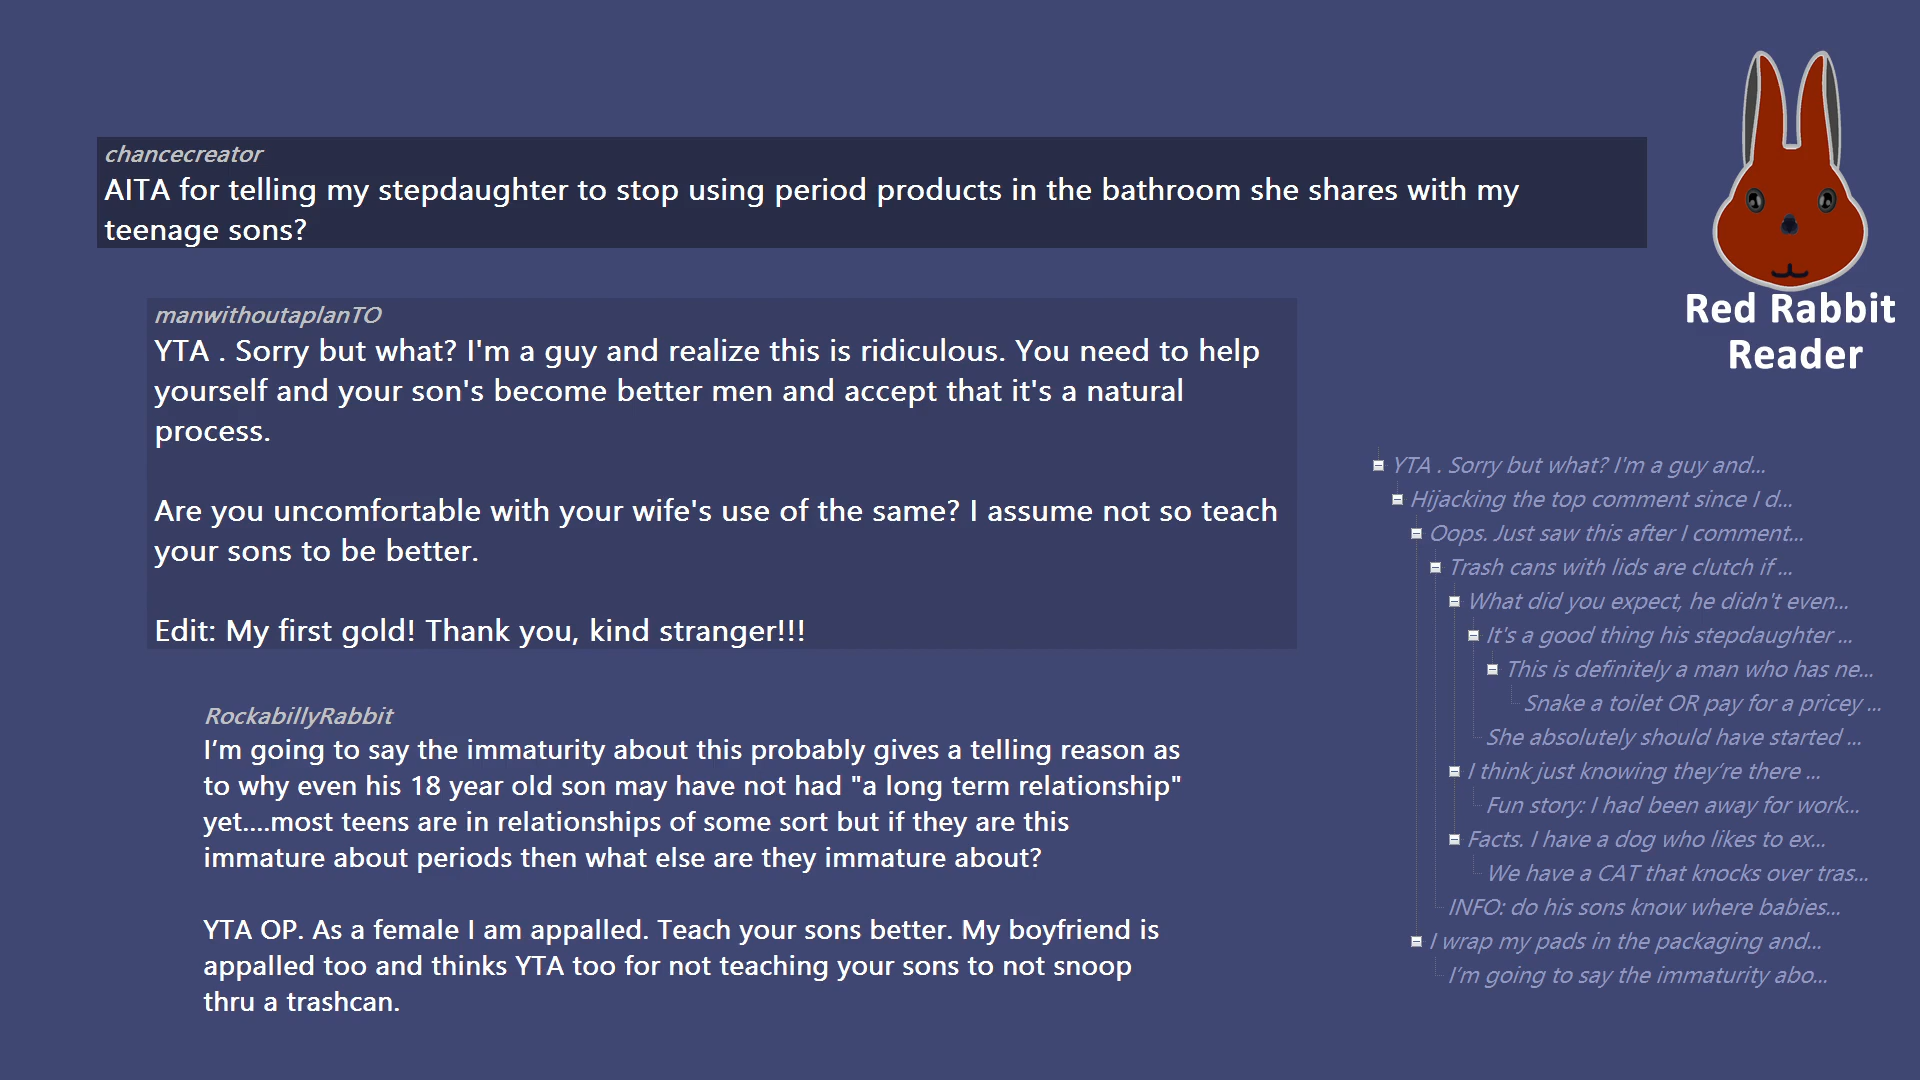 chancecreator
AITA for telling my stepdaughter to stop using period products in the bathroom she shares with my
teenage sons?
manwithoutaplanTO
YTA . Sorry but what? I'm a guy and realize this is ridiculous. You need to help
yourself and your son's become better men and accept that it's a natural
process.
Are you uncomfortable with your wife's use of the same? I assume not so teach
your sons to be better.
Edit: My first gold! Thank you, kind stranger!!!
RockabillyRabbit
I’m going to say the immaturity about this probably gives a telling reason as
to why even his 18 year old son may have not had "a long term relationship"
yet....most teens are in relationships of some sort but if they are this
immature about periods then what else are they immature about?
YTA OP. As a female I am appalled. Teach your sons better. My boyfriend is
appalled too and thinks YTA too for not teaching your sons to not snoop
thru a trashcan.
Red Rabbit
Reader
YTA . Sorry but what? I'm a guy and...
Hijacking the top comment since I d...
Oops. Just saw this after I comment...
Trash cans with lids are clutch if ...
What did you expect, he didn't even...
It's a good thing his stepdaughter ...
This is definitely a man who has ne...
Snake a toilet OR pay for a pricey ...
She absolutely should have started ...
I think just knowing they’re there ...
Fun story: I had been away for work...
Facts. I have a dog who likes to ex...
We have a CAT that knocks over tras...
INFO: do his sons know where babies...
I wrap my pads in the packaging and...
I’m going to say the immaturity abo...